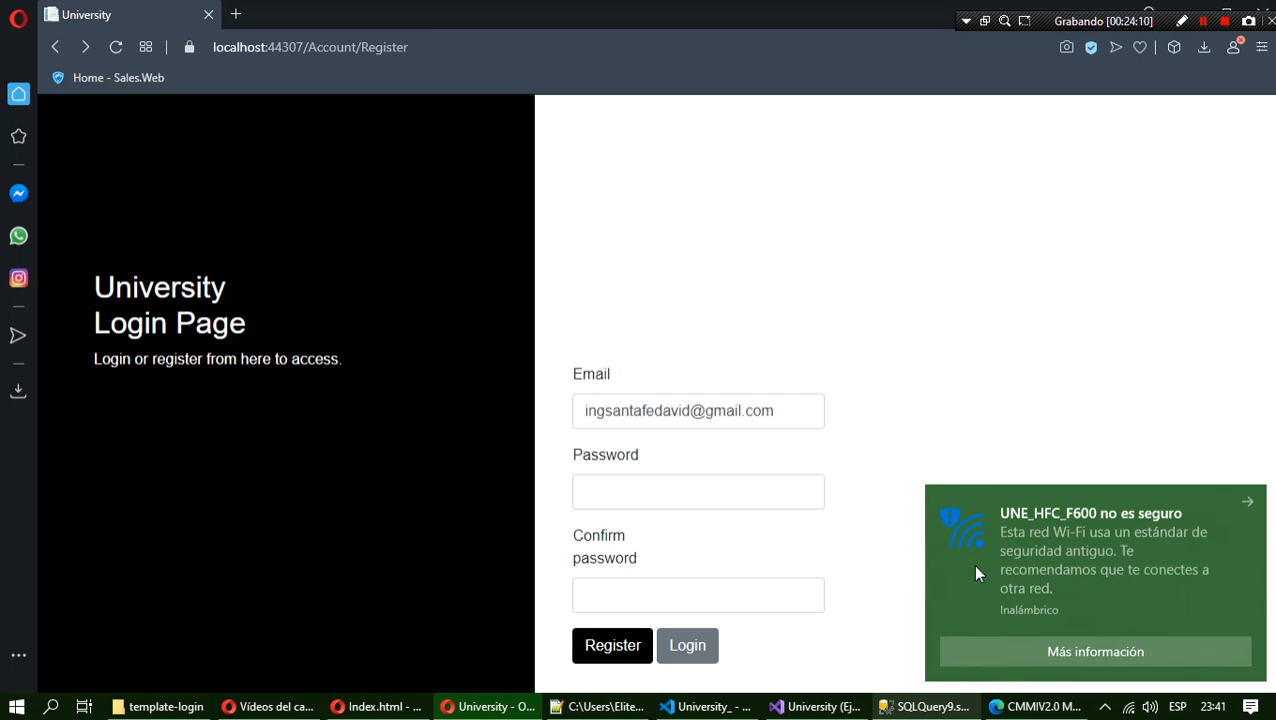 University
Grabando [00:24:10]
localhost:44307/Account/Register
Home - Sales.Web
University
Login Page
Login or register from here to access.
Email
ingsantafedavid@gmail.com
Password
Confirm
password
Register
Login
UNE_HFC_F600 no es seguro
Esta red Wi-Fi usa un estándar de
seguridad antiguo. Te
recomendamos que te conectes a
otra red.
Inalámbrico
Más información
template-login
Vídeos del ca...
Index.html - ...
University - O...
C:\Users\Elite...
University_ - ...
University (Ej...
SQLQuery9.s...
CMMIV2.0 M...
ESP
23:41